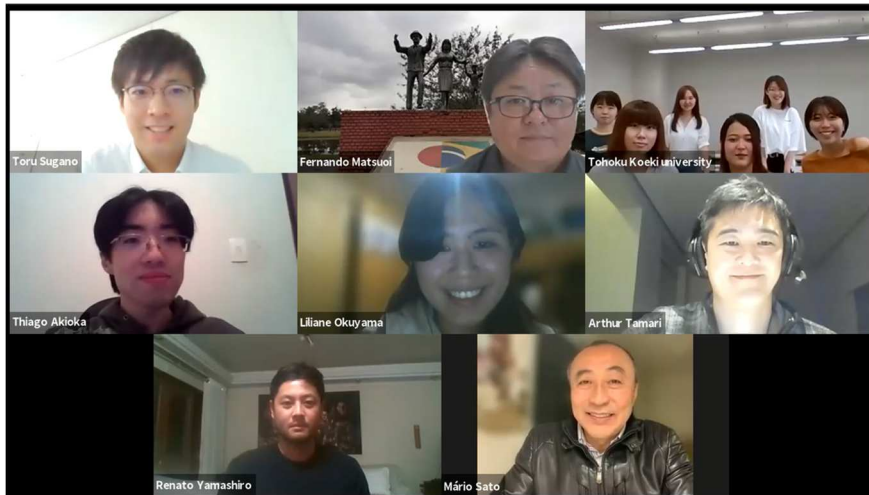 Toru Sugano
Fernando Matsuoi
Tohoku Koeki university
Thiago Akioka
Liliane Okuyama
Arthur Tamari
Renato Yamashiro
Mário Sato